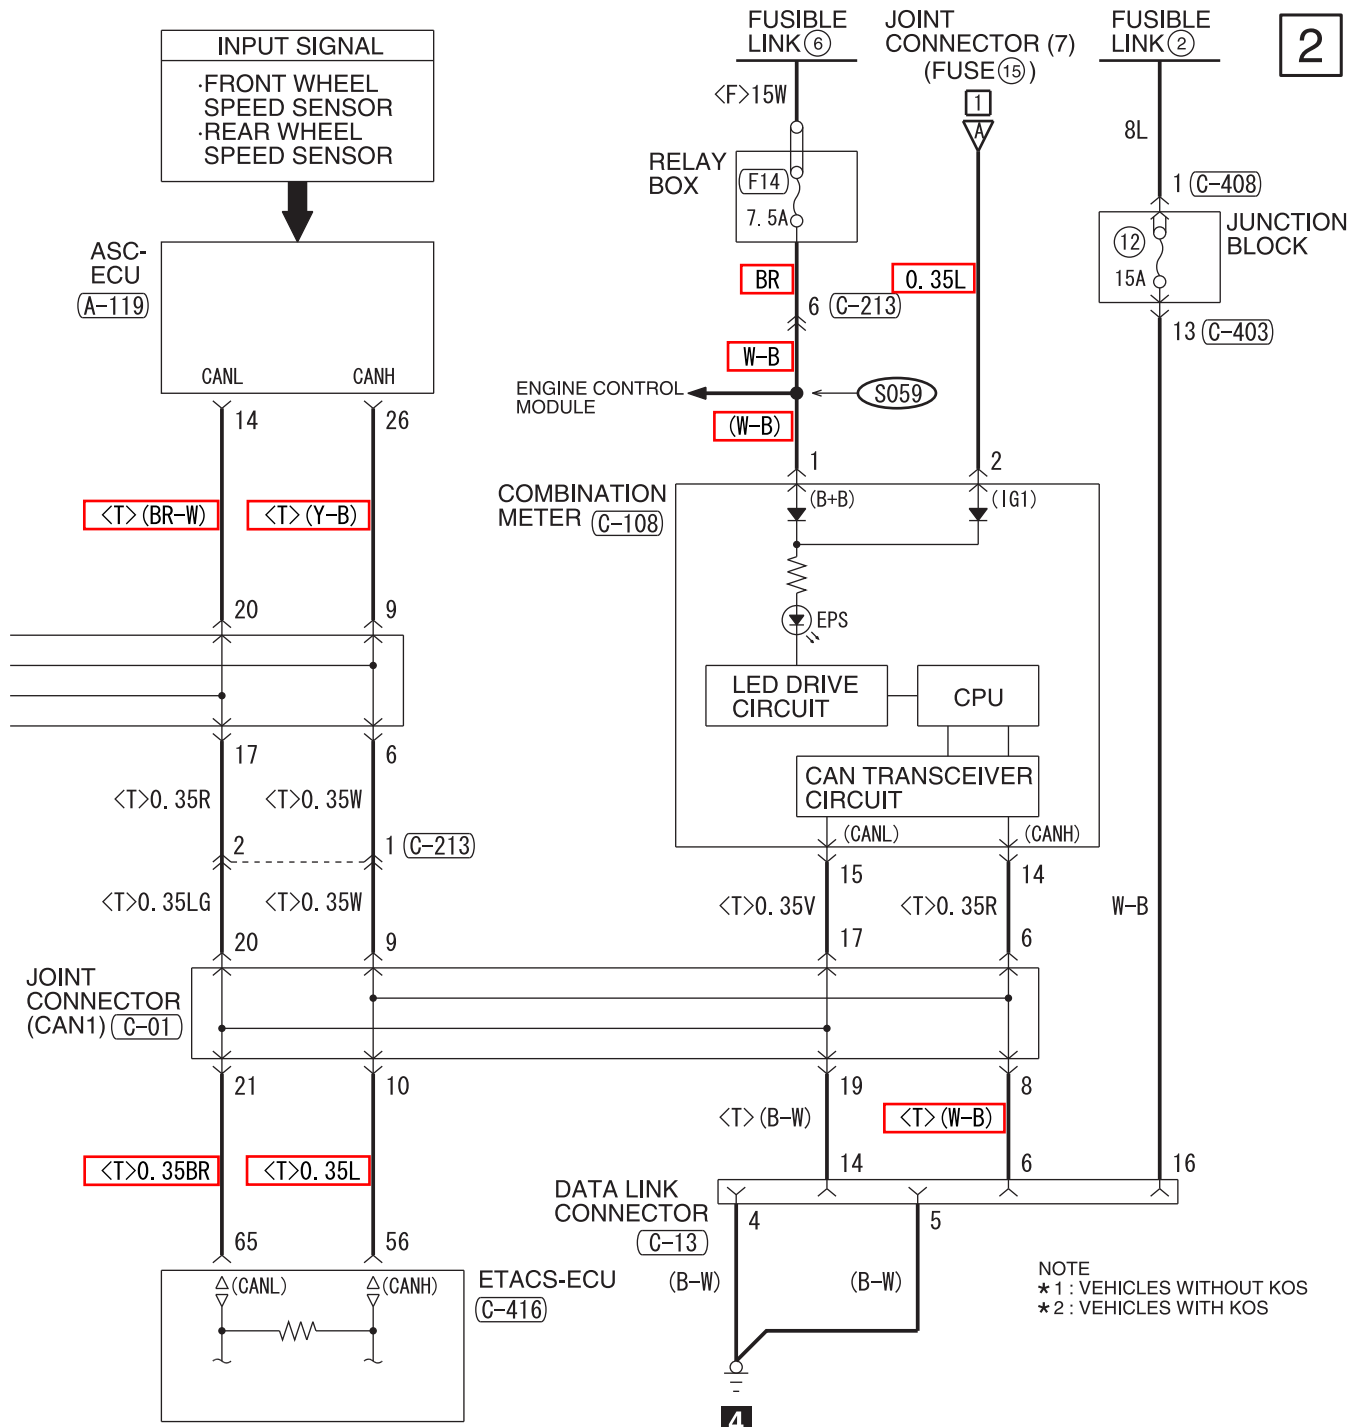 FUSIBLE
LINK 6
JOINT
CONNECTOR (7)
(FUSE 15 )
FUSIBLE
LINK 2
2
INPUT SIGNAL
·FRONT WHEEL
SPEED SENSOR
·REAR WHEEL
SPEED SENSOR
<F>15W
1
A
8L
RELAY
BOX
F14
7.5A
1 C-408
JUNCTION
BLOCK
12
15A
ASC-
ECU
A-119
BR
0.35L
6 C-213
13 C-403
W-B
CANL
CANH
ENGINE CONTROL
MODULE
S059
14
26
(W-B)
1
2
COMBINATION
METER C-108
(B+B)
(IG1)
<T>(BR-W)
<T>(Y-B)
20
9
EPS
LED DRIVE
CIRCUIT
CPU
17
6
CAN TRANSCEIVER
CIRCUIT
<T>0.35R
<T>0.35W
(CANL)
(CANH)
2
1 C-213
15
14
<T>0.35LG
<T>0.35W
<T>0.35V
<T>0.35R
W-B
20
9
17
6
JOINT
CONNECTOR
(CAN1) C-01
21
10
19
8
<T>(B-W)
<T>(W-B)
<T>0.35BR
<T>0.35L
14
6
16
DATA LINK
CONNECTOR
C-13
4
5
65
56
(B-W)
(B-W)
(CANL)
(CANH)
ETACS-ECU
C-416
NOTE
*1 : VEHICLES WITHOUT KOS
*2 : VEHICLES WITH KOS
4